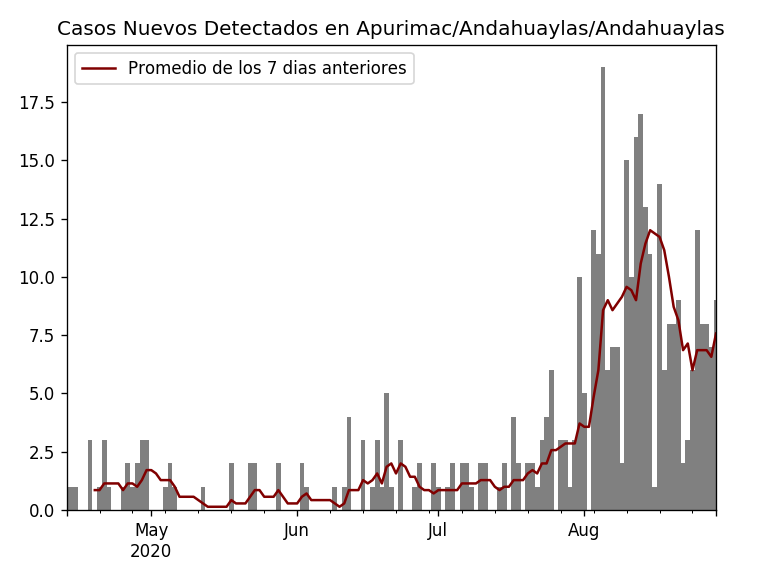 Casos Nuevos Detectados en Apurimac/Andahuaylas/Andahuaylas
Promedio de los 7 dias anteriores
17.5
15.0
12.5
10.0
7.5
5.0
2.5
0.0
May
2020
Jun
Jul
Aug